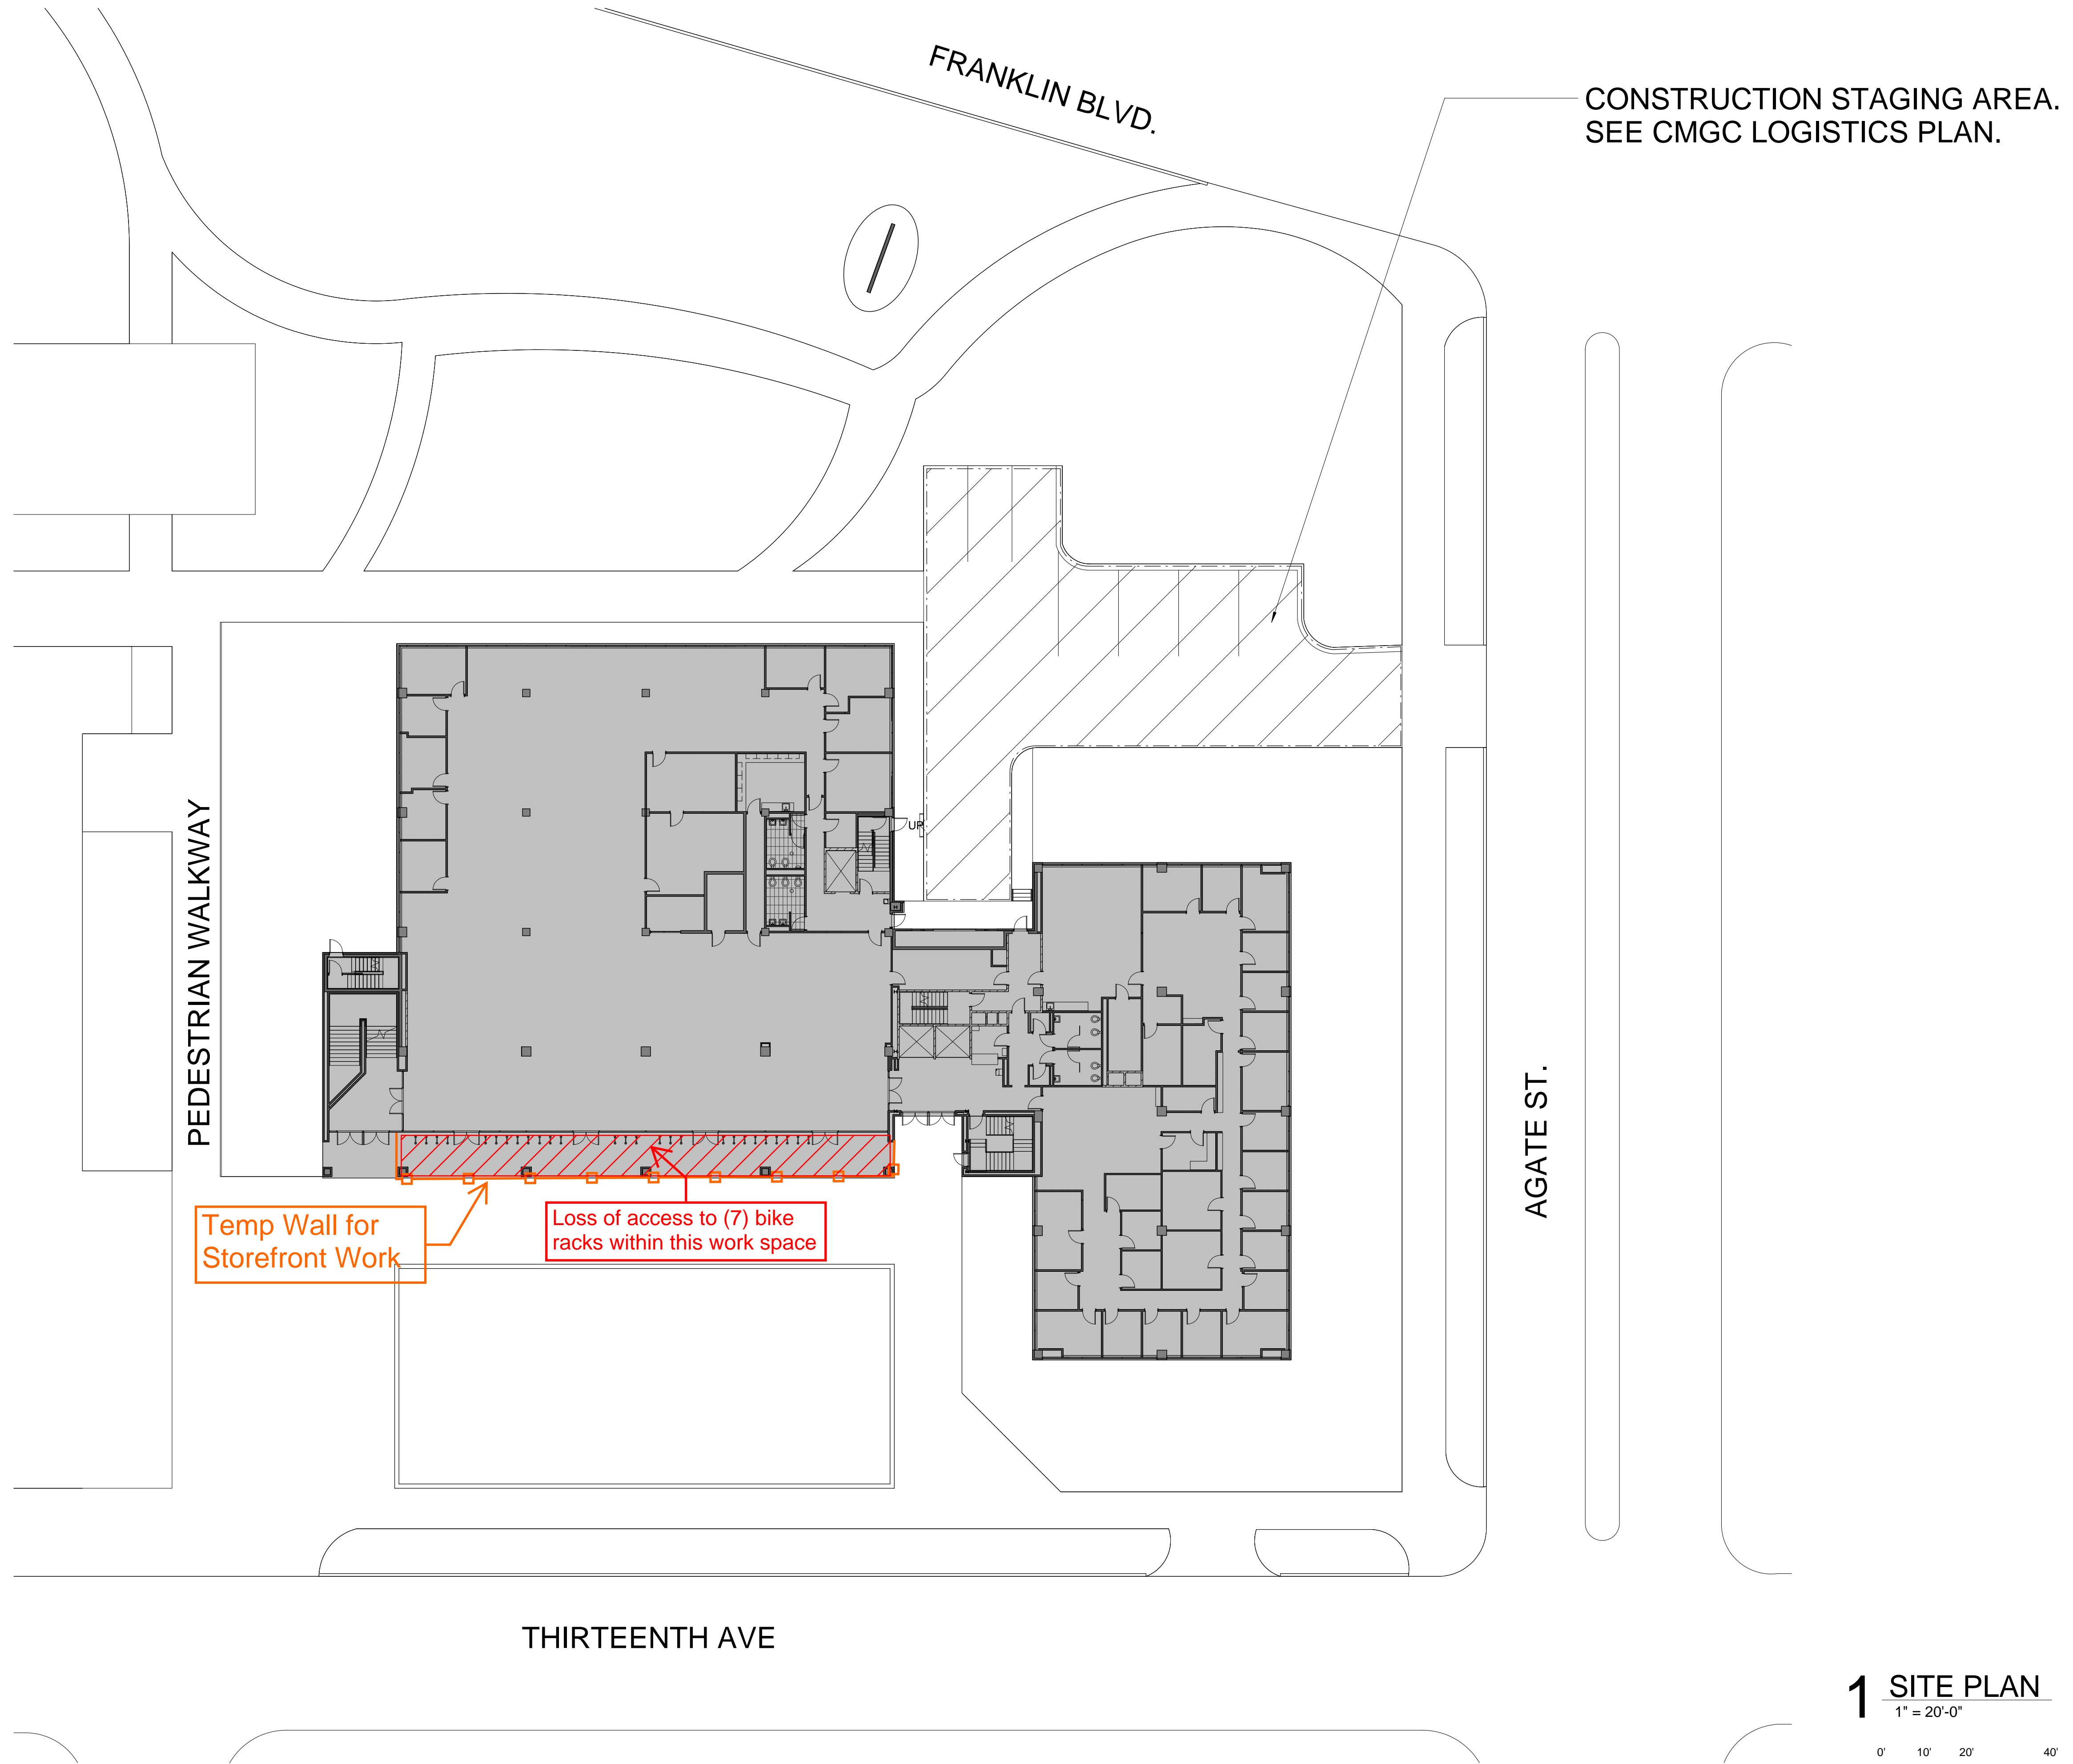 FRANKLIN BLVD.
CONSTRUCTION STAGING AREA.
SEE CMGC LOGISTICS PLAN.
PEDESTRIAN WALKWAY
UP
AGATE ST.
Temp Wall for
Storefront Work
Loss of access to (7) bike
racks within this work space
THIRTEENTH AVE
1 SITE PLAN
1" = 20'-0"
0' 10' 20' 40'